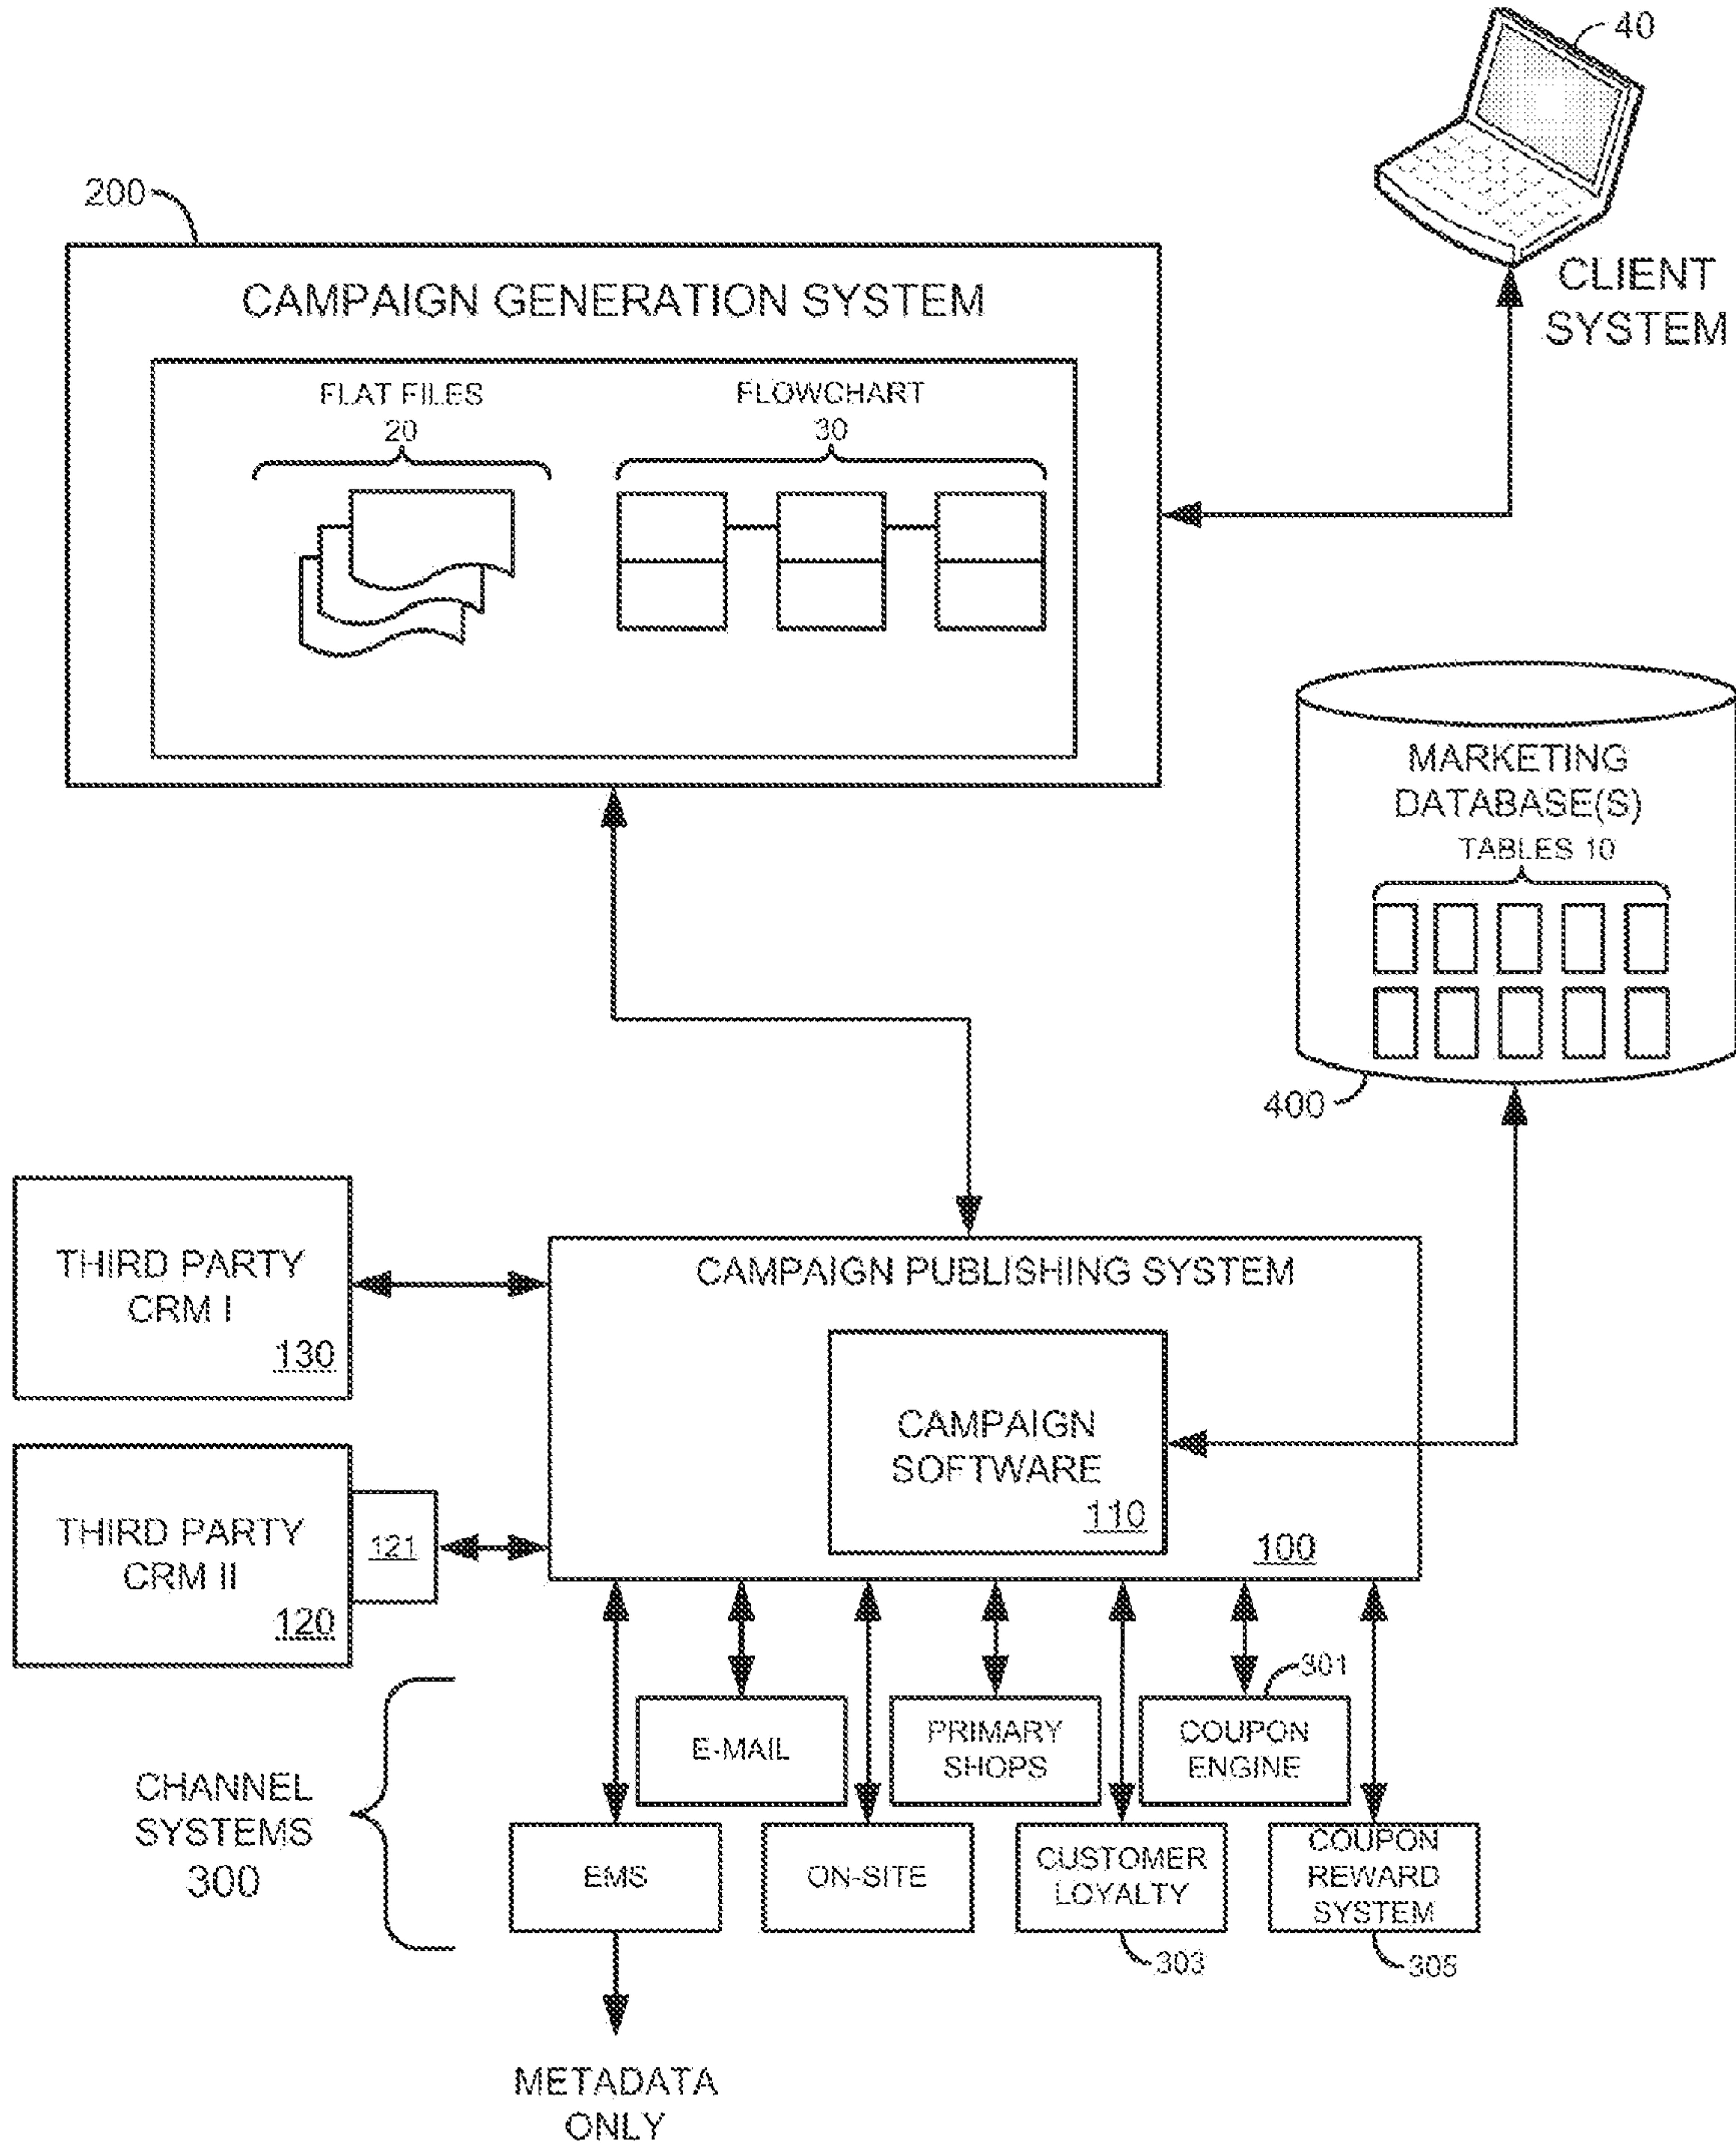 40
200
CLIENT
SYSTEM
CAMPAIGN GENERATION SYSTEM
FLAT FILES
20
FLOWCHART
30
MARKETING
DATABASE(S)
TABLES 10
400
THIRD PARTY
CRM I
130
CAMPAIGN PUBLISHING SYSTEM
CAMPAIGN
SOFTWARE
110
100
THIRD PARTY
CRM II
120
121
CHANNEL
SYSTEMS
300
E-MAIL
PRIMARY
SHOPS
301
COUPON
ENGINE
EMS
ON-SITE
CUSTOMER
LOYALTY
303
COUPON
REWARD
SYSTEM
305
METADATA
ONLY